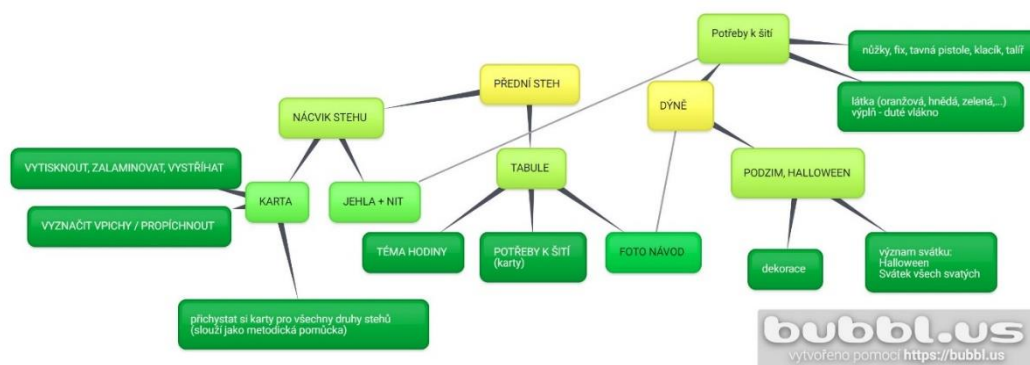 Potřeby k šití
nůžky, fix, tavná pistole, klacík, talíř
PŘEDNÍ STEH
látka (oranžová, hnědá, zelená,...)
výplň - duté vlákno
DÝNĚ
NÁCVIK STEHU
VYTISKNOUT, ZALAMINOVAT, VYSTŘÍHAT
TABULE
PODZIM, HALLOWEEN
KARTA
JEHLA + NIT
VYZNAČIT VPICHY / PROPÍCHNOUT
TÉMA HODINY
POTŘEBY K ŠITÍ
(karty)
FOTO NÁVOD
dekorace
význam svátku:
Halloween
Svátek všech svatých
přichystat si karty pro všechny druhy stehů
(slouží jako metodická pomůcka)
bubbl.us
vytvořeno pomocí https://bubbl.us